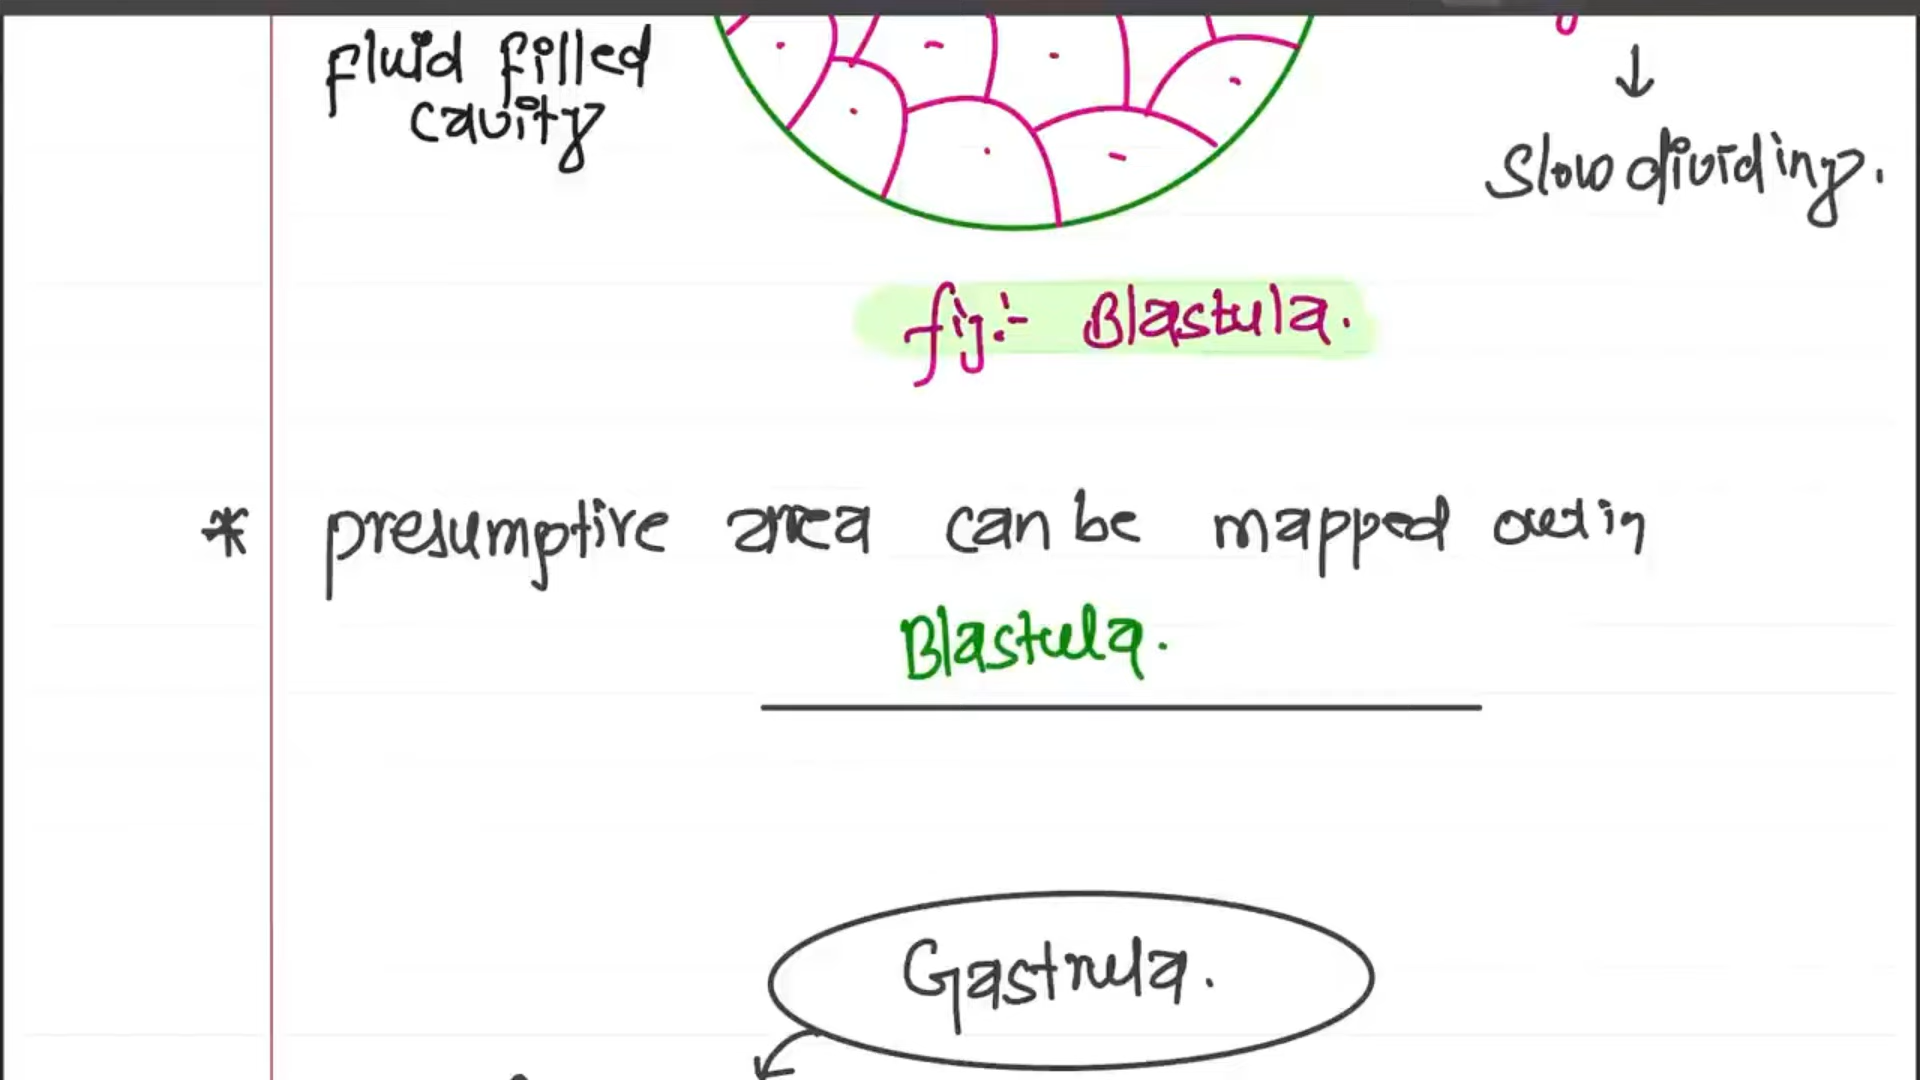 Fluid filled
cavity
Slow dividing.
fig:- Blastula.
* presumptive area can be mapped out in
Blastula.
Gastrula.